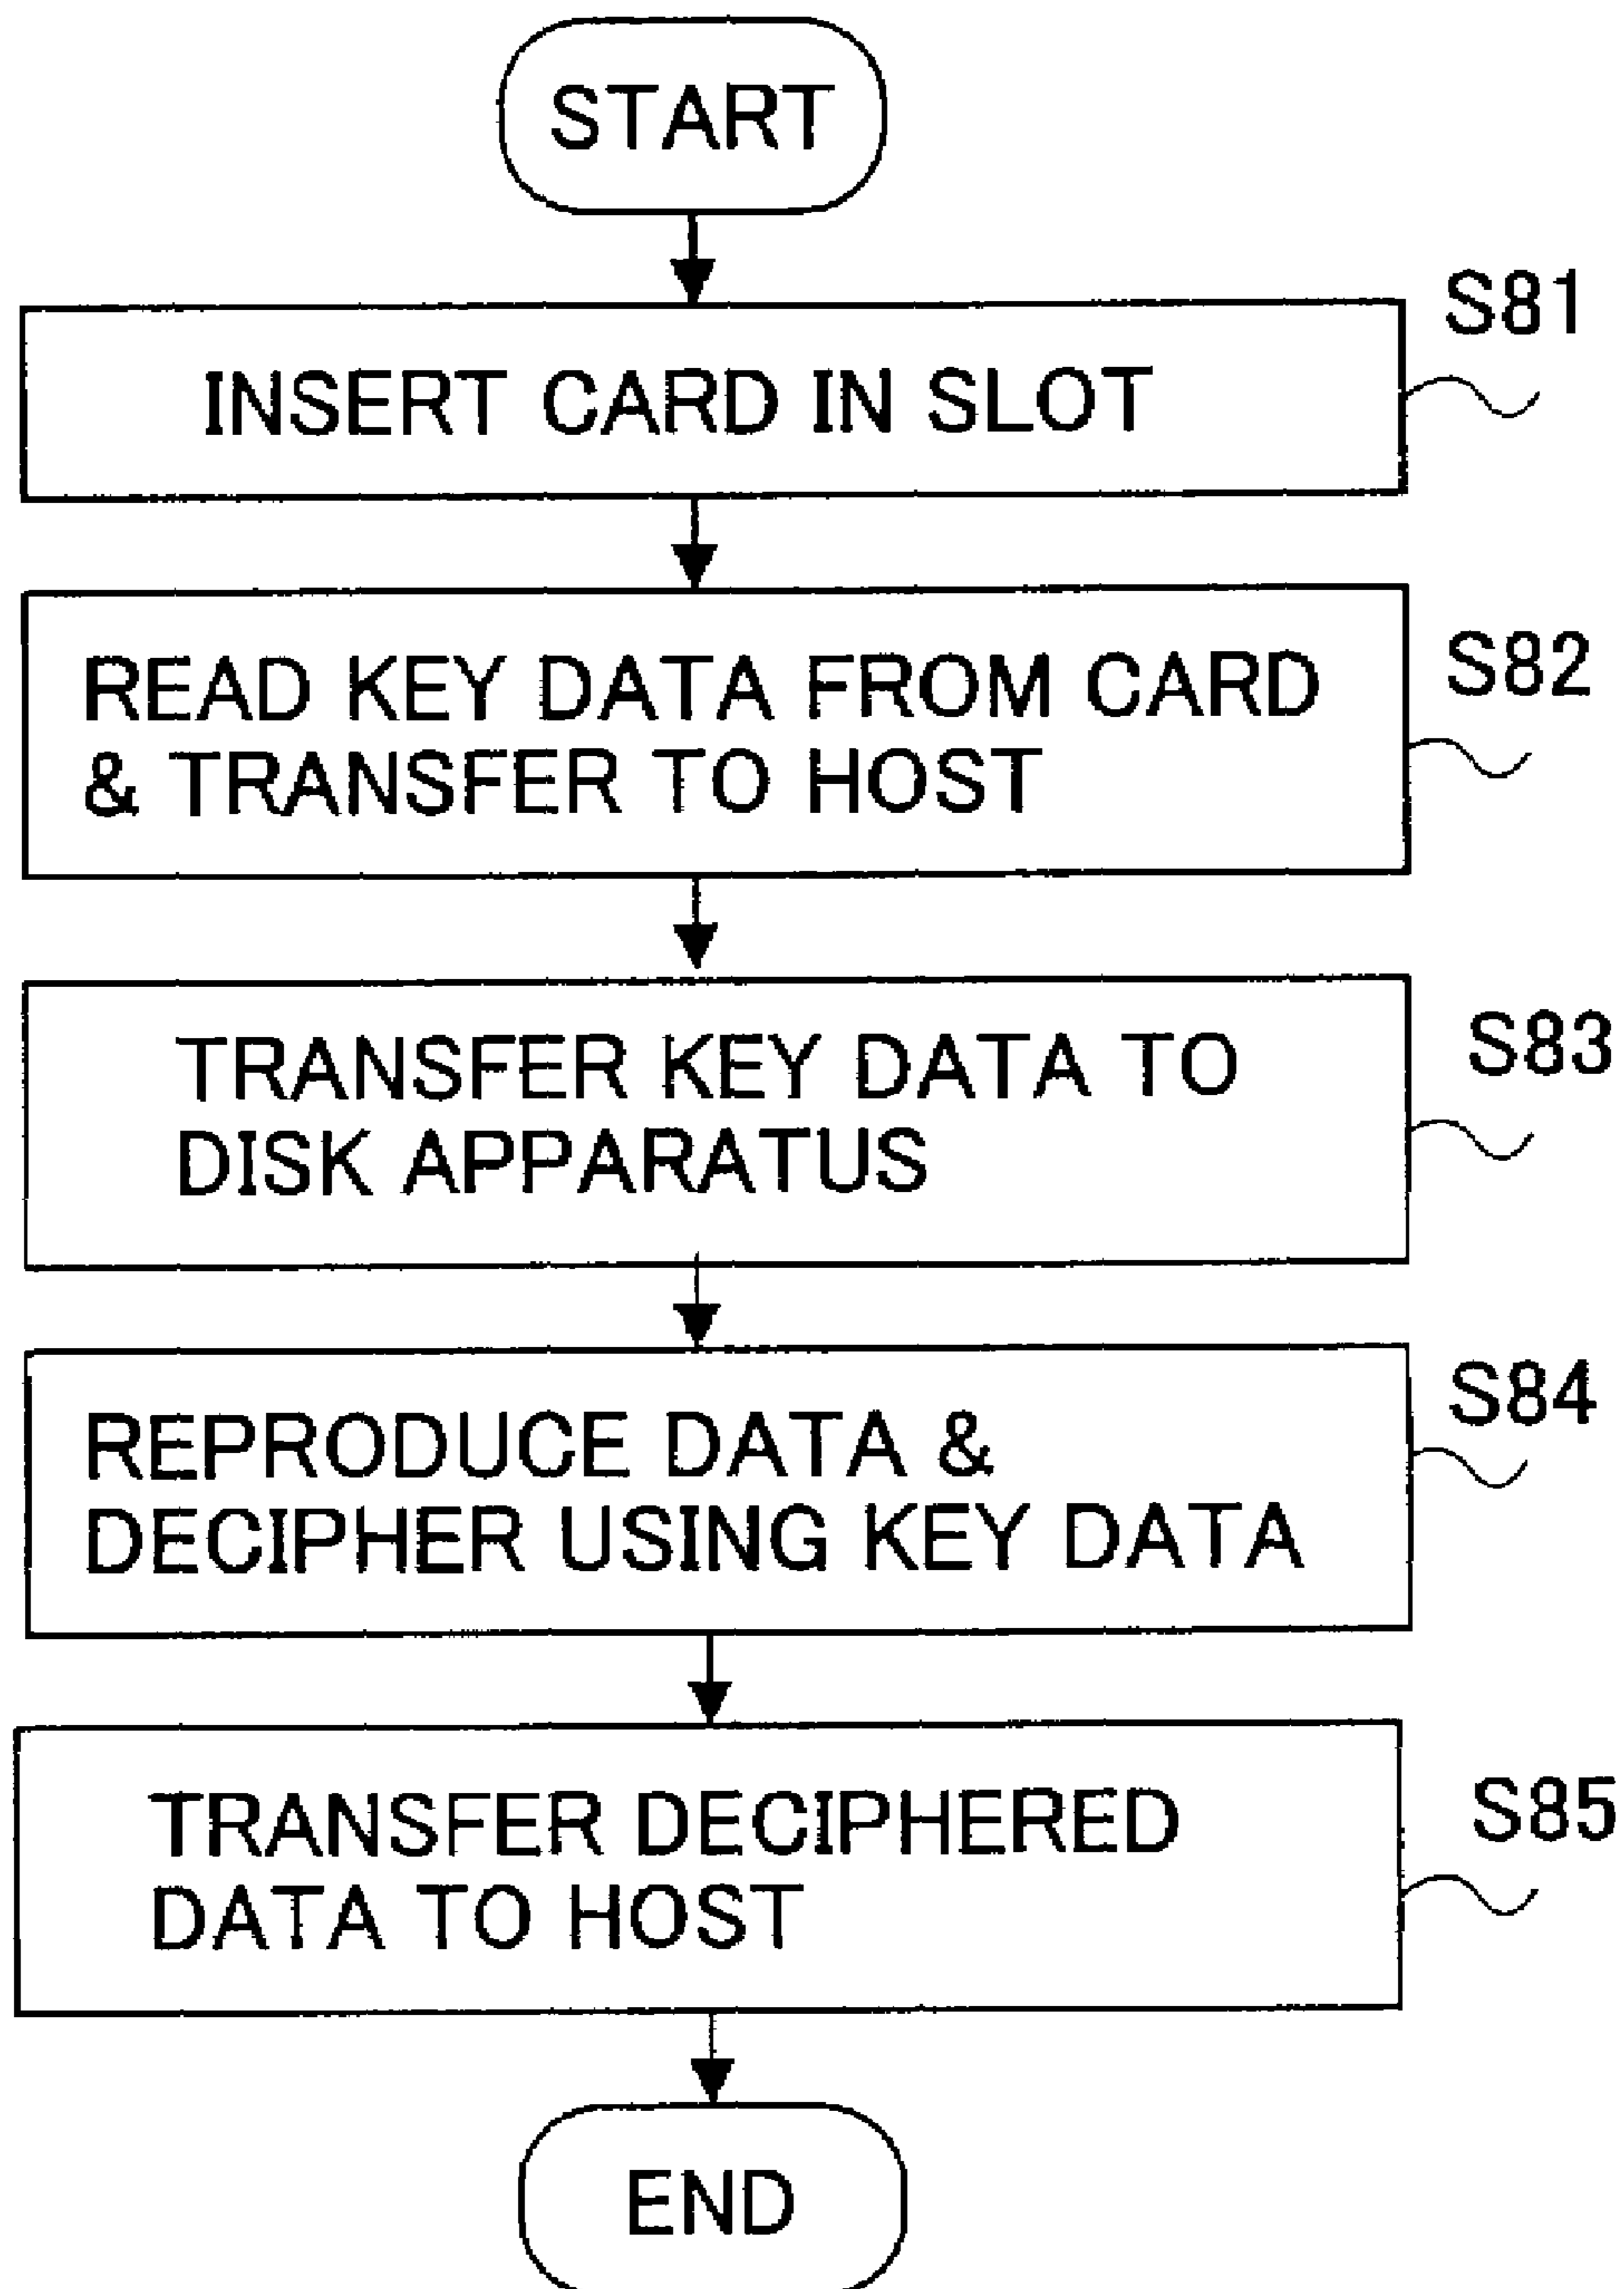 START
S81
INSERT CARD IN SLOT
S82
READ KEY DATA FROM CARD
& TRANSFER TO HOST
S83
TRANSFER KEY DATA TO
DISK APPARATUS
S84
REPRODUCE DATA &
DECIPHER USING KEY DATA
S85
TRANSFER DECIPHERED
DATA TO HOST
END